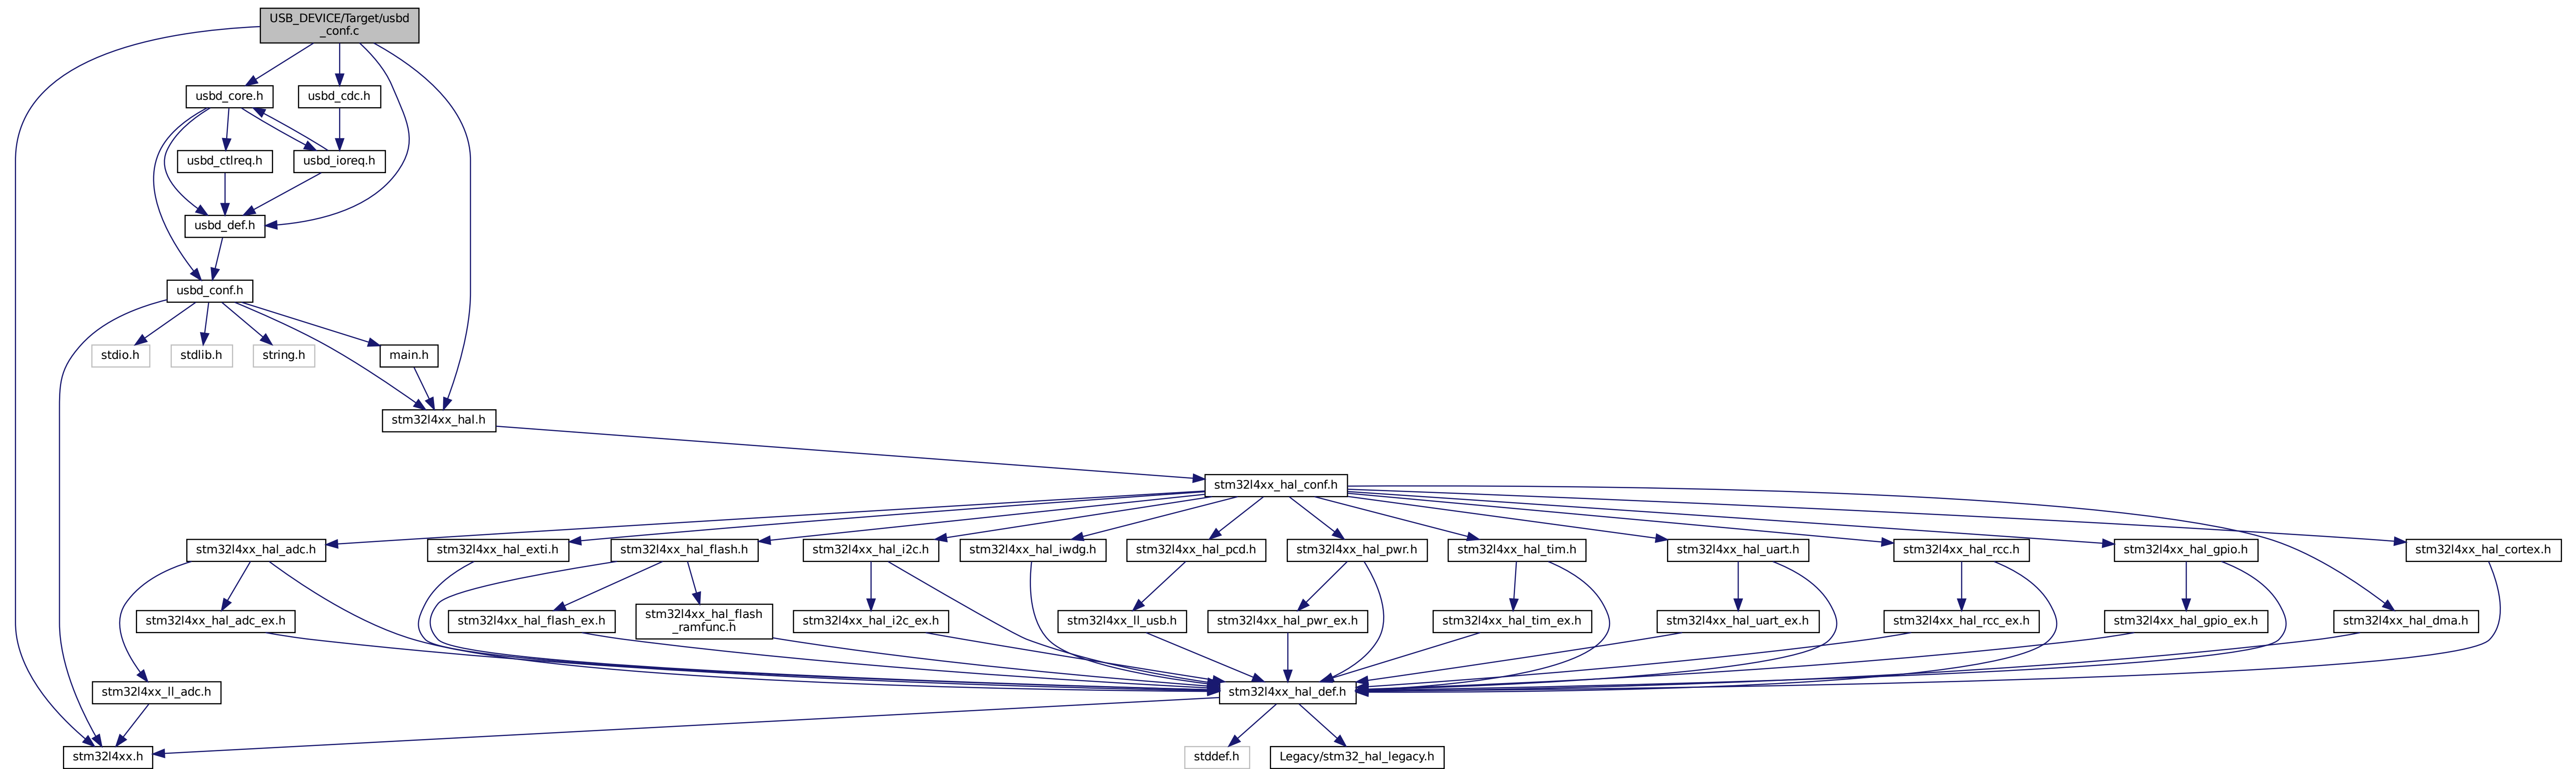 USB_DEVICE/Target/usbd
_conf.c
usbd_core.h
usbd_cdc.h
usbd_ctlreq.h
usbd_ioreq.h
usbd_def.h
usbd_conf.h
stdio.h
stdlib.h
string.h
main.h
stm32l4xx_hal.h
stm32l4xx_hal_conf.h
stm32l4xx_hal_adc.h
stm32l4xx_hal_exti.h
stm32l4xx_hal_flash.h
stm32l4xx_hal_i2c.h
stm32l4xx_hal_iwdg.h
stm32l4xx_hal_pcd.h
stm32l4xx_hal_pwr.h
stm32l4xx_hal_tim.h
stm32l4xx_hal_uart.h
stm32l4xx_hal_rcc.h
stm32l4xx_hal_gpio.h
stm32l4xx_hal_cortex.h
stm32l4xx_hal_adc_ex.h
stm32l4xx_hal_flash_ex.h
stm32l4xx_hal_flash
_ramfunc.h
stm32l4xx_hal_i2c_ex.h
stm32l4xx_ll_usb.h
stm32l4xx_hal_pwr_ex.h
stm32l4xx_hal_tim_ex.h
stm32l4xx_hal_uart_ex.h
stm32l4xx_hal_rcc_ex.h
stm32l4xx_hal_gpio_ex.h
stm32l4xx_hal_dma.h
stm32l4xx_ll_adc.h
stm32l4xx_hal_def.h
stm32l4xx.h
stddef.h
Legacy/stm32_hal_legacy.h